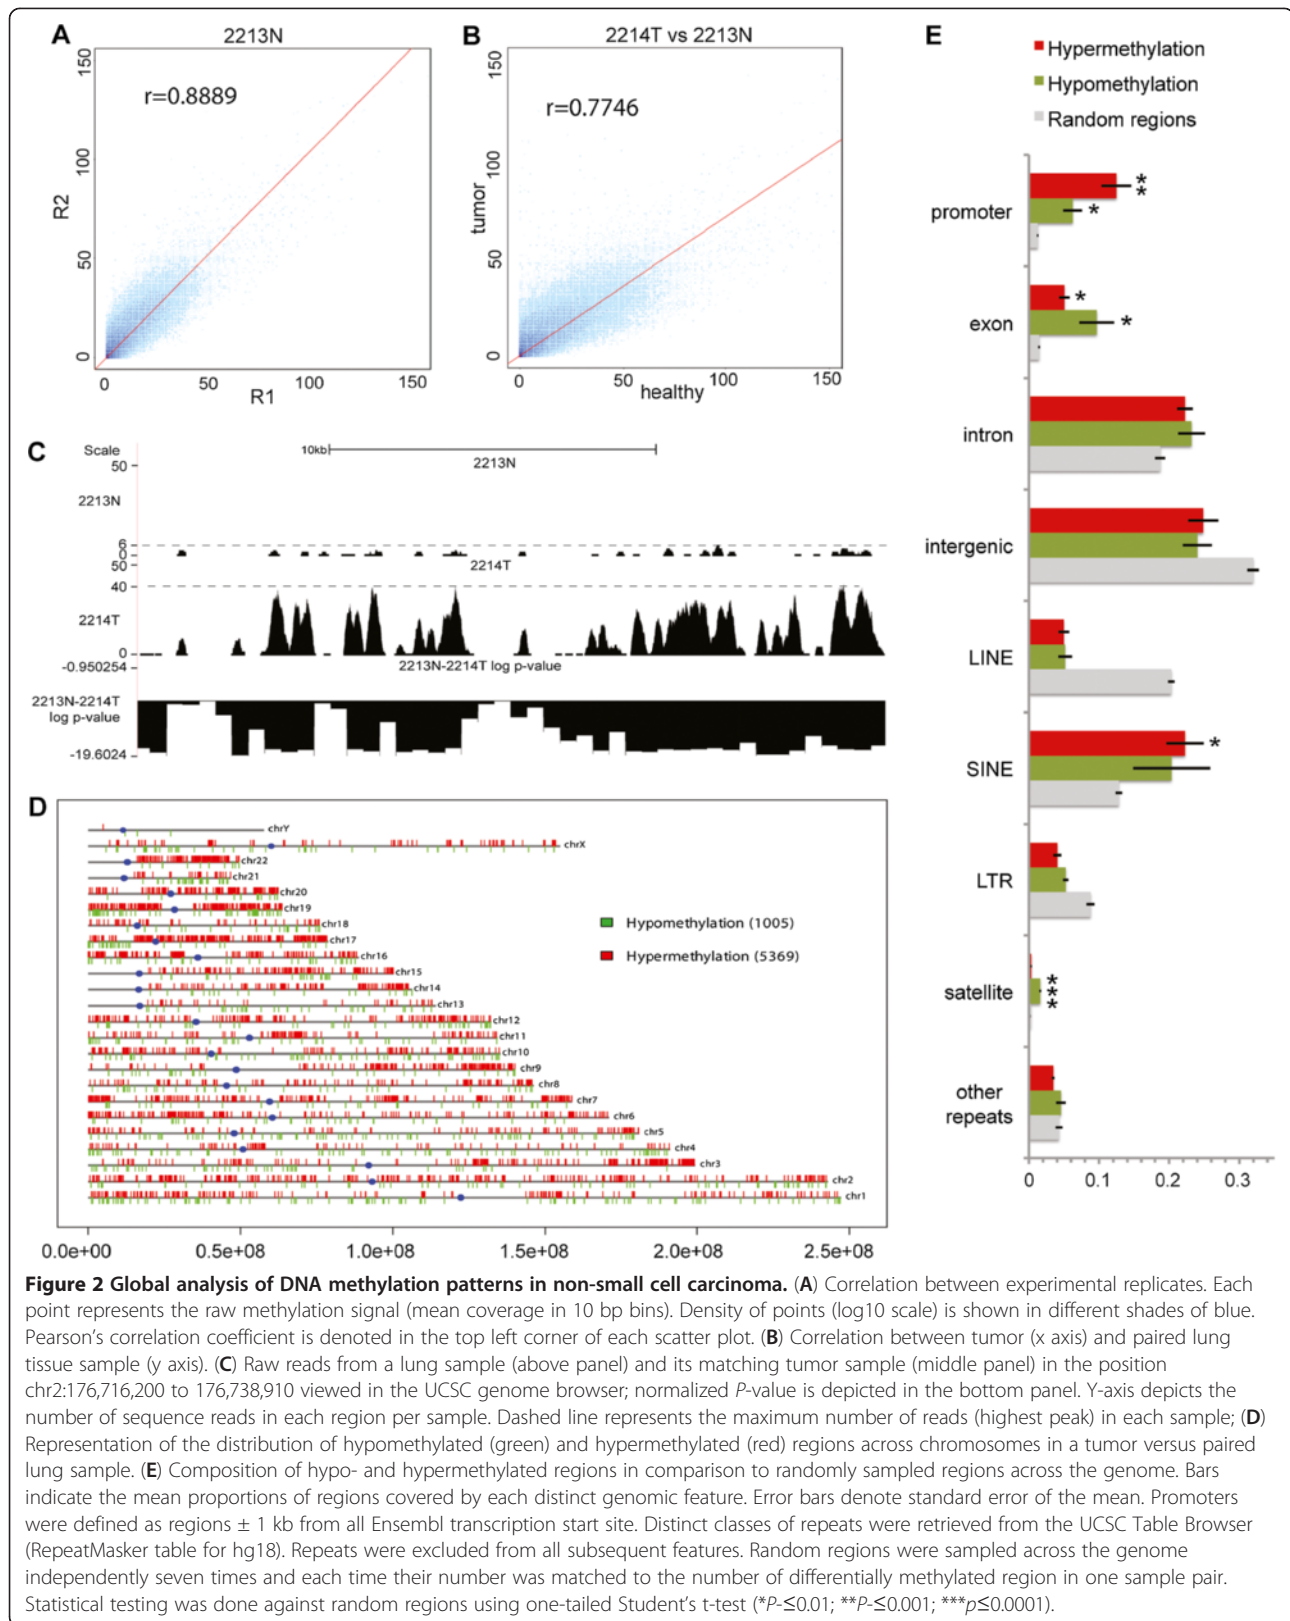 A
2213N
r=0.8889
R2
150
100
50
0
0 50 100 150
R1
B
2214T vs 2213N
r=0.7746
tumor
150
100
50
0
0 50 100 150
healthy
C
Scale
10kb
2213N
50
2213N
6
0
2214T
50
40
2214T
0
2213N-2214T log p-value
-0.950254
2213N-2214T
log p-value
-19.6024
D
chrY
chrX
chr22
chr21
chr20
chr19
chr18
chr17
chr16
chr15
chr14
chr13
chr12
chr11
chr10
chr9
chr8
chr7
chr6
chr5
chr4
chr3
chr2
chr1
Hypomethylation (1005)
Hypermethylation (5369)
0.0e+00 0.5e+08 1.0e+08 1.5e+08 2.0e+08 2.5e+08
E
Hypermethylation
Hypomethylation
Random regions
promoter
**
*
exon
*
*
intron
intergenic
LINE
SINE
*
LTR
satellite
***
other
repeats
0 0.1 0.2 0.3
Figure 2 Global analysis of DNA methylation patterns in non-small cell carcinoma. (A) Correlation between experimental replicates. Each
point represents the raw methylation signal (mean coverage in 10 bp bins). Density of points (log10 scale) is shown in different shades of blue.
Pearson's correlation coefficient is denoted in the top left corner of each scatter plot. (B) Correlation between tumor (x axis) and paired lung
tissue sample (y axis). (C) Raw reads from a lung sample (above panel) and its matching tumor sample (middle panel) in the position
chr2:176,716,200 to 176,738,910 viewed in the UCSC genome browser; normalized P-value is depicted in the bottom panel. Y-axis depicts the
number of sequence reads in each region per sample. Dashed line represents the maximum number of reads (highest peak) in each sample; (D)
Representation of the distribution of hypomethylated (green) and hypermethylated (red) regions across chromosomes in a tumor versus paired
lung sample. (E) Composition of hypo- and hypermethylated regions in comparison to randomly sampled regions across the genome. Bars
indicate the mean proportions of regions covered by each distinct genomic feature. Error bars denote standard error of the mean. Promoters
were defined as regions ± 1 kb from all Ensembl transcription start site. Distinct classes of repeats were retrieved from the UCSC Table Browser
(RepeatMasker table for hg18). Repeats were excluded from all subsequent features. Random regions were sampled across the genome
independently seven times and each time their number was matched to the number of differentially methylated region in one sample pair.
Statistical testing was done against random regions using one-tailed Student's t-test (*P-≤0.01; **P-≤0.001; ***p≤0.0001).